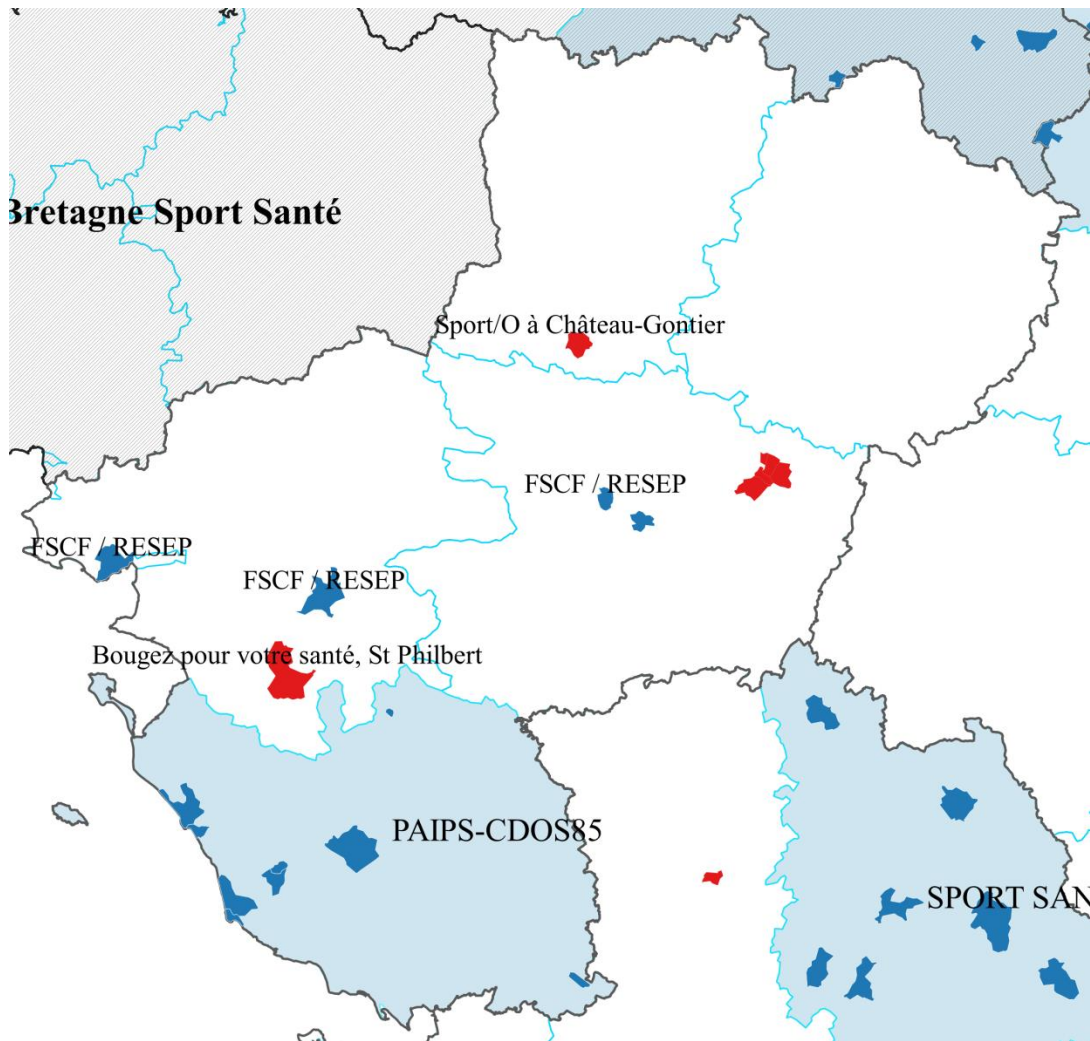 Bretagne Sport Santé
Sport/O à Château-Gontier
FSCF / RESEP
FSCF / RESEP
FSCF / RESEP
Bougez pour votre santé, St Philbert
PAIPS-CDOS85
SPORT SAN